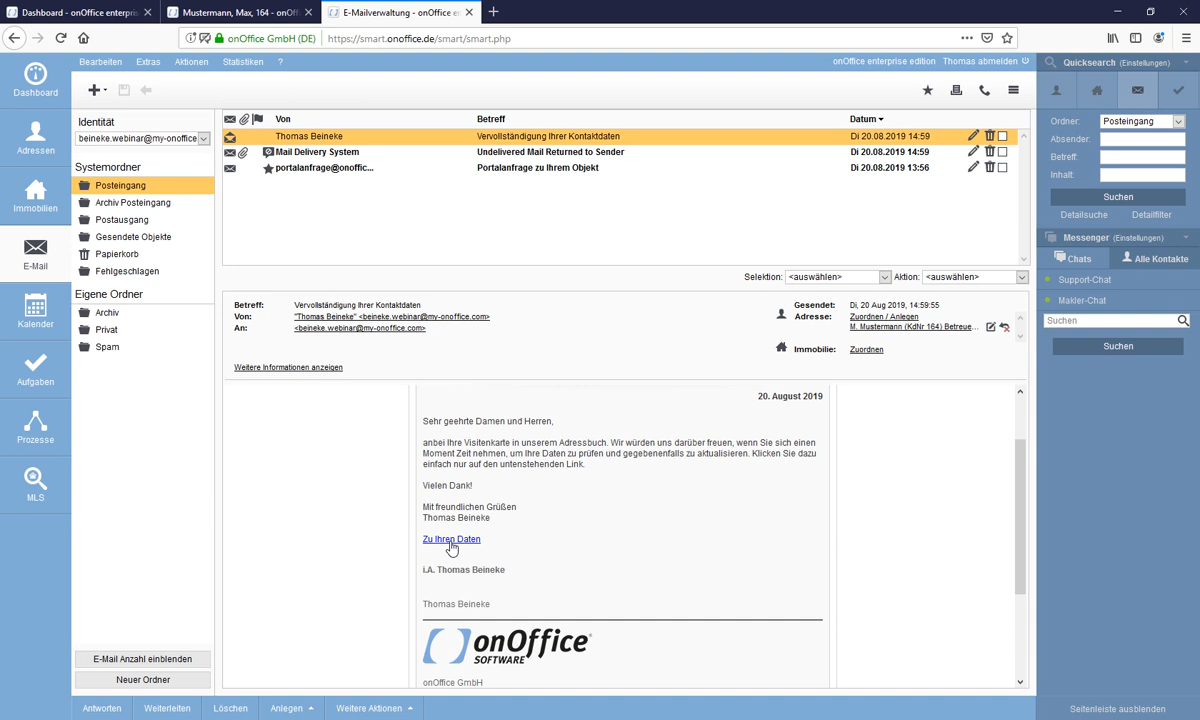 Dashboard - onOffice enterpris
Mustermann, Max, 164 - onOf
E-Mailverwaltung - onOffice e
onOffice GmbH (DE)
https://smart.onoffice.de/smart/smart.php
Bearbeiten Extras Aktionen Statistiken ?
onOffice enterprise edition Thomas abmelden
Quicksearch (Einstellungen)
Dashboard
Adressen
Immobilien
E-Mail
Kalender
Aufgaben
Prozesse
MLS
Identität
beineke.webinar@my-onoffice
Systemordner
Posteingang
Archiv Posteingang
Postausgang
Gesendete Objekte
Papierkorb
Fehlgeschlagen
Eigene Ordner
Archiv
Privat
Spam
E-Mail Anzahl einblenden
Neuer Ordner
Von Betreff Datum
Thomas Beineke Vervollständigung Ihrer Kontaktdaten Di 20.08.2019 14:59
Mail Delivery System Undelivered Mail Returned to Sender Di 20.08.2019 14:59
portalanfrage@onoffic... Portalanfrage zu Ihrem Objekt Di 20.08.2019 13:56
Selektion: <auswählen> Aktion: <auswählen>
Betreff: Vervollständigung Ihrer Kontaktdaten
Von: "Thomas Beineke" <beineke.webinar@my-onoffice.com>
An: <beineke.webinar@my-onoffice.com>
Weitere Informationen anzeigen
Gesendet: Di, 20 Aug 2019, 14:59:55
Adresse: Zuordnen / Anlegen
M. Mustermann (KdNr 164) Betreue...
Immobilie: Zuordnen
20. August 2019
Sehr geehrte Damen und Herren,
anbei Ihre Visitenkarte in unserem Adressbuch. Wir würden uns darüber freuen, wenn Sie sich einen
Moment Zeit nehmen, um Ihre Daten zu prüfen und gegebenenfalls zu aktualisieren. Klicken Sie dazu
einfach nur auf den untenstehenden Link.
Vielen Dank!
Mit freundlichen Grüßen
Thomas Beineke
Zu Ihren Daten
i.A. Thomas Beineke
Thomas Beineke
onOffice
SOFTWARE
onOffice GmbH
Ordner: Posteingang
Absender:
Betreff:
Inhalt:
Suchen
Detailsuche Detailfilter
Messenger (Einstellungen)
Chats Alle Kontakte
Support-Chat
Makler-Chat
Suchen
Suchen
Antworten Weiterleiten Löschen Anlegen Weitere Aktionen
Seitenleiste ausblenden